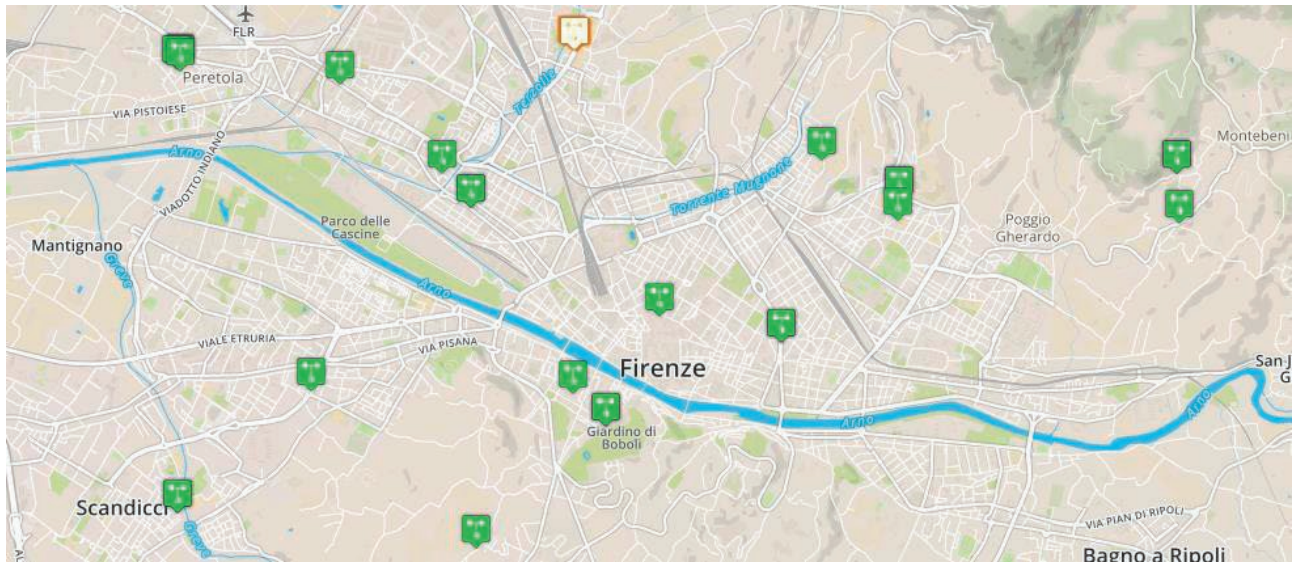 FLR
Peretola
VIA PISTOIESE
Terzolle
Arno
VIADOTTO INDIANO
Torrente Mugnone
Montebeni
Parco delle
Cascine
Poggio
Gherardo
Mantignano
Greve
Arno
VIALE ETRURIA
VIA PISANA
Firenze
San J
G
Arno
Arno
Giardino di
Boboli
Scandicci
Greve
VIA PIAN DI RIPOLI
AL
Bagno a Ripoli